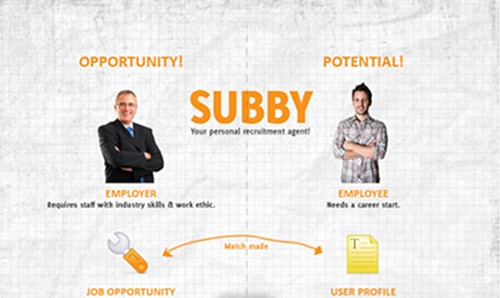 OPPORTUNITY!
POTENTIAL!
SUBBY
Your personal recruitment agent!
EMPLOYER
Requires staff with industry skills & work ethic.
EMPLOYEE
Needs a career start.
Match made
T
JOB OPPORTUNITY
USER PROFILE